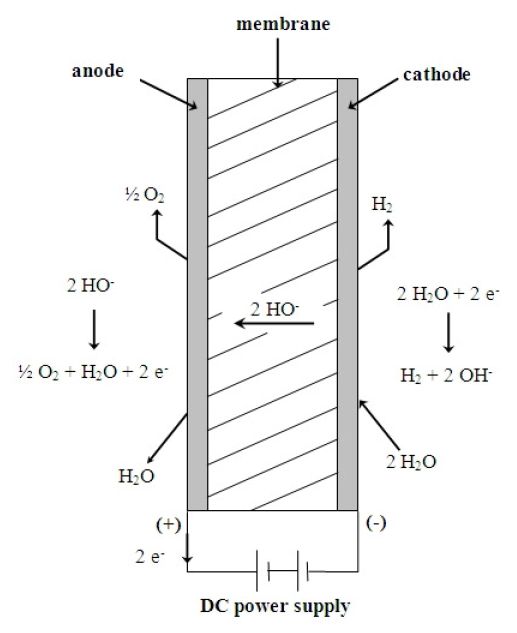 membrane
anode
cathode
½ O₂
H₂
2 HO⁻
2 H₂O + 2 e⁻
2 HO⁻
½ O₂ + H₂O + 2 e⁻
H₂ + 2 OH⁻
H₂O
2 H₂O
(+)
(-)
2 e⁻
DC power supply